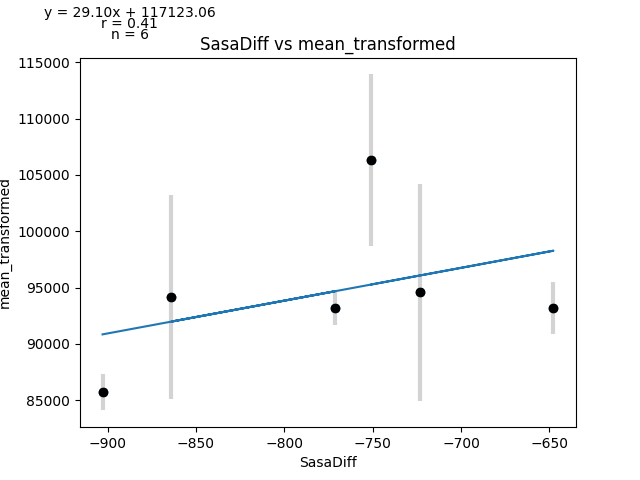 y = 29.10x + 117123.06
r = 0.41
n = 6
SasaDiff vs mean_transformed
115000
110000
105000
100000
95000
90000
85000
mean_transformed
−900
−850
−800
−750
−700
−650
SasaDiff